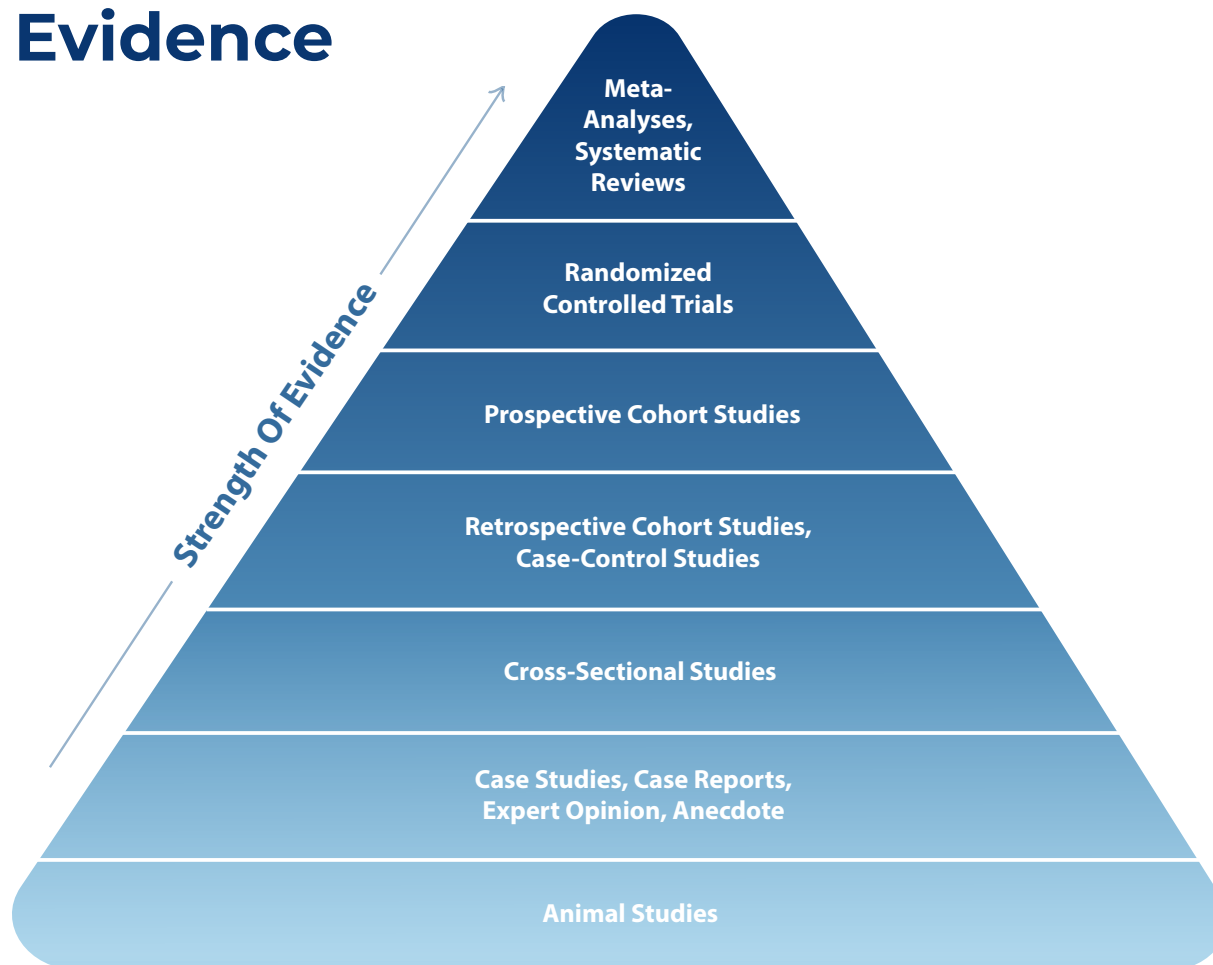 Evidence
Meta-
Analyses,
Systematic
Reviews
Randomized
Controlled Trials
Strength Of Evidence
Prospective Cohort Studies
Retrospective Cohort Studies,
Case-Control Studies
Cross-Sectional Studies
Case Studies, Case Reports,
Expert Opinion, Anecdote
Animal Studies